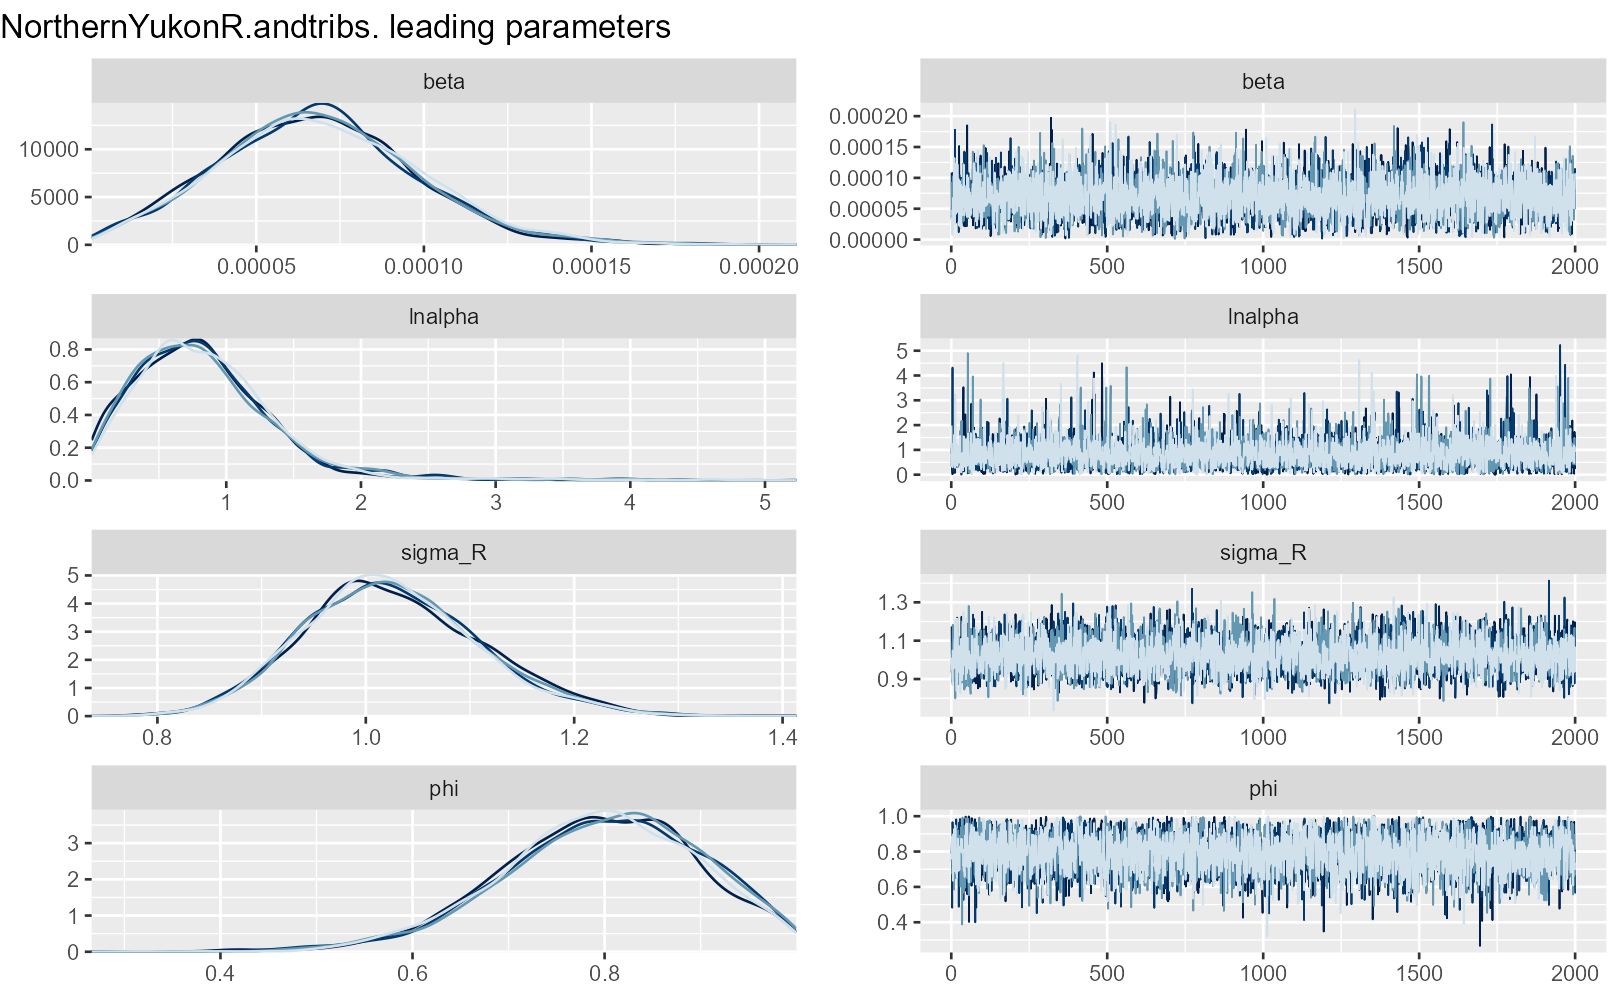 NorthernYukonR.andtribs. leading parameters
beta
10000
5000
0
0.00005 0.00010 0.00015 0.00020
beta
0.00020
0.00015
0.00010
0.00005
0.00000
0 500 1000 1500 2000
lnalpha
0.8
0.6
0.4
0.2
0.0
1 2 3 4 5
lnalpha
5
4
3
2
1
0
0 500 1000 1500 2000
sigma_R
5
4
3
2
1
0
0.8 1.0 1.2 1.4
sigma_R
1.3
1.1
0.9
0 500 1000 1500 2000
phi
3
2
1
0
0.4 0.6 0.8
phi
1.0
0.8
0.6
0.4
0 500 1000 1500 2000